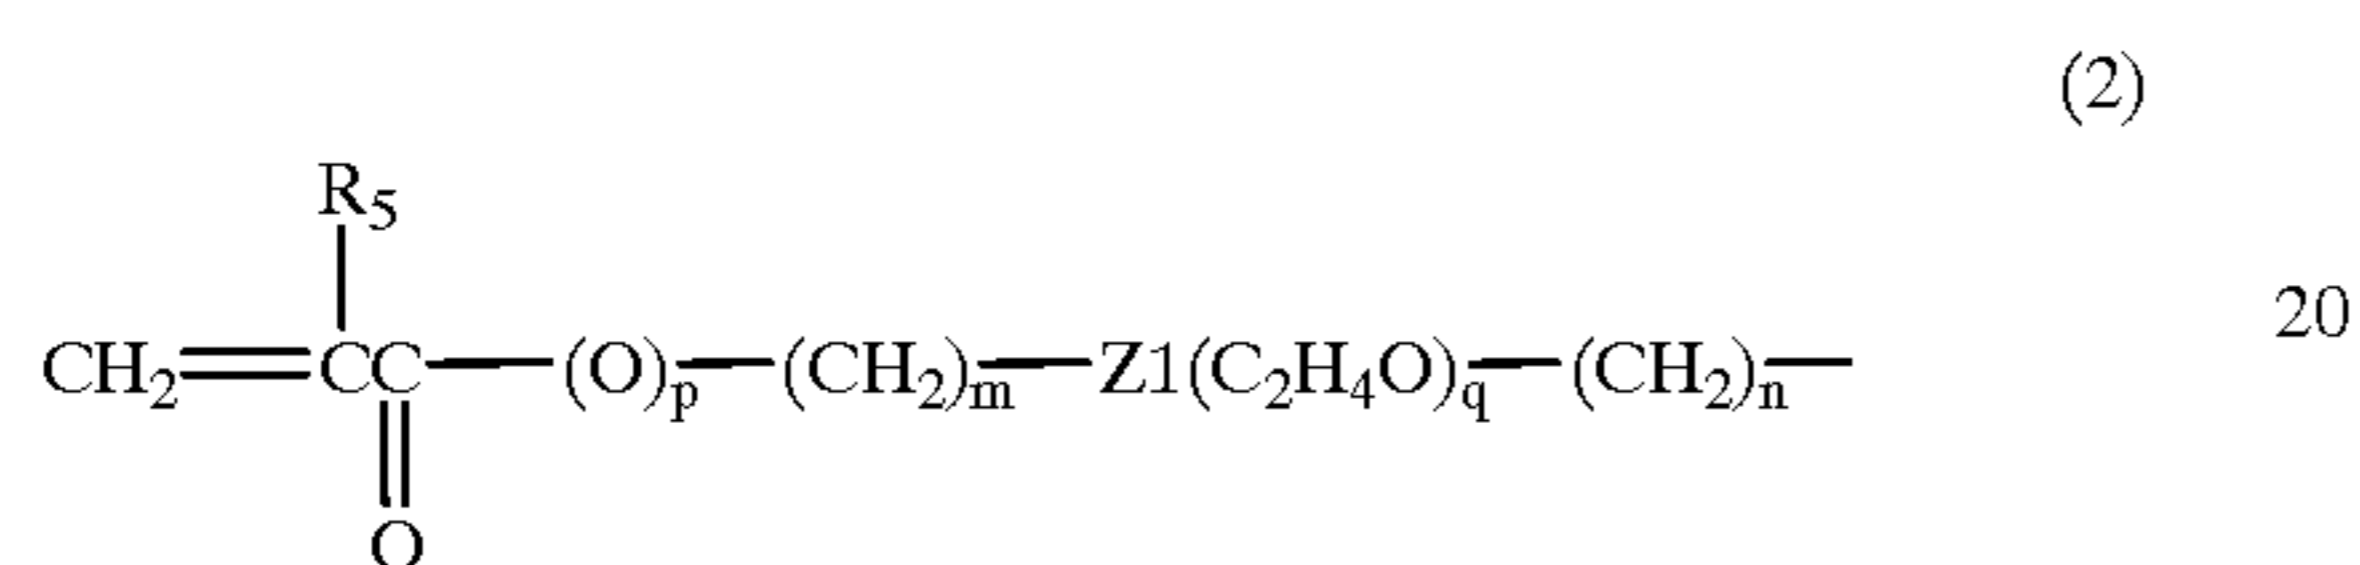 (2)
R5
20
CH2=CC—(O)p—(CH2)m—Z1(C2H4O)q—(CH2)n—
O